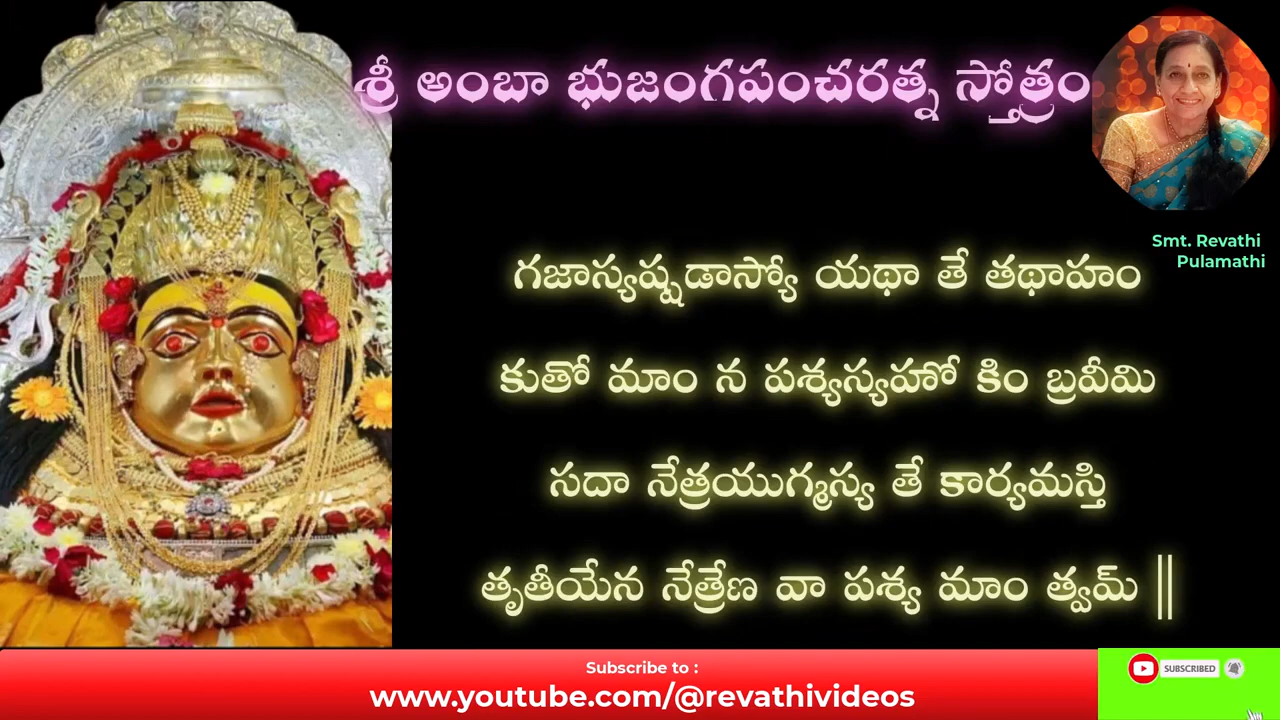 శ్రీ అంబా భుజంగపంచరత్న స్తోత్రం
Smt. Revathi
Pulamathi
గజాస్యష్షడాస్యో యథా తే తథాహం
కుతో మాం న పశ్యస్యహో కిం బ్రవీమి
సదా నేత్రయుగ్మస్య తే కార్యమస్తి
తృతీయేన నేత్రేణ వా పశ్య మాం త్వమ్ ||
Subscribe to :
www.youtube.com/@revathivideos
SUBSCRIBED